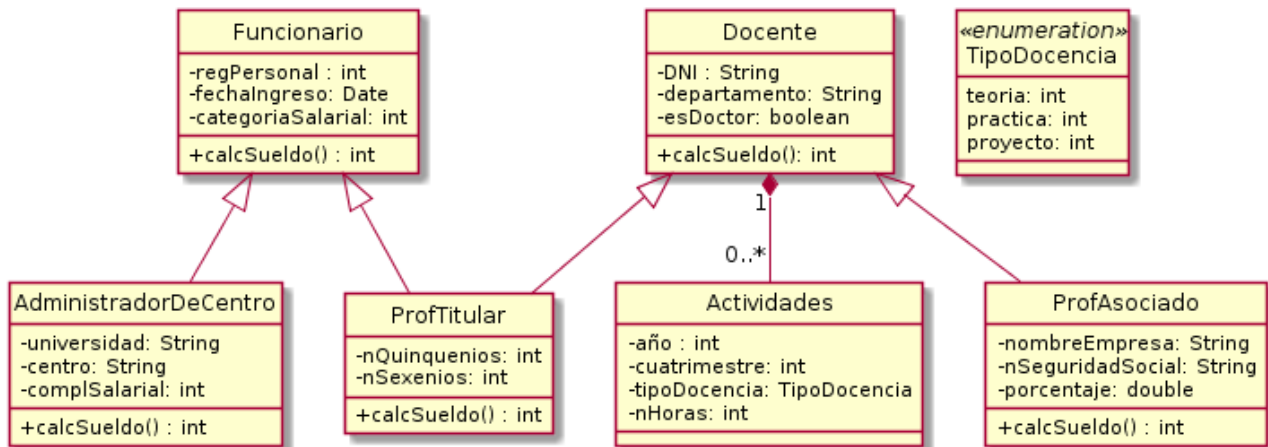 Funcionario
-regPersonal : int
-fechaIngreso: Date
-categoriaSalarial: int
+calcSueldo() : int
Docente
-DNI : String
-departamento: String
-esDoctor: boolean
+calcSueldo(): int
«enumeration»
TipoDocencia
teoria: int
practica: int
proyecto: int
1
0..*
AdministradorDeCentro
-universidad: String
-centro: String
-complSalarial: int
+calcSueldo() : int
ProfTitular
-nQuinquenios: int
-nSexenios: int
+calcSueldo() : int
Actividades
-año : int
-cuatrimestre: int
-tipoDocencia: TipoDocencia
-nHoras: int
ProfAsociado
-nombreEmpresa: String
-nSeguridadSocial: String
-porcentaje: double
+calcSueldo() : int